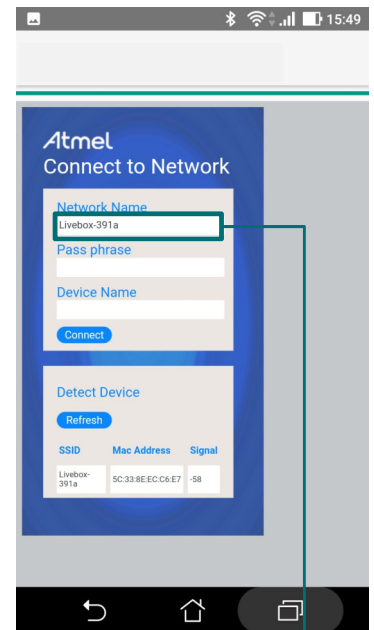 15:49
Atmel
Connect to Network
Network Name
Livebox-391a
Pass phrase
Device Name
Connect
Detect Device
Refresh
SSID Mac Address Signal
Livebox-
391a 5C:33:8E:EC:C6:E7 -58